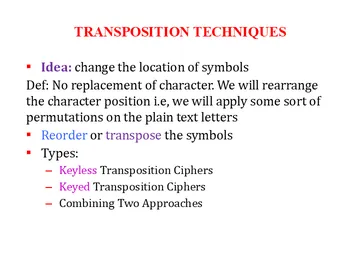 TRANSPOSITION TECHNIQUES
▪ Idea: change the location of symbols
Def: No replacement of character. We will rearrange
the character position i.e, we will apply some sort of
permutations on the plain text letters
▪ Reorder or transpose the symbols
▪ Types:
– Keyless Transposition Ciphers
– Keyed Transposition Ciphers
– Combining Two Approaches